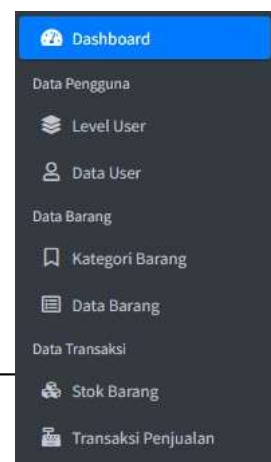 Dashboard
Data Pengguna
Level User
Data User
Data Barang
Kategori Barang
Data Barang
Data Transaksi
Stok Barang
Transaksi Penjualan